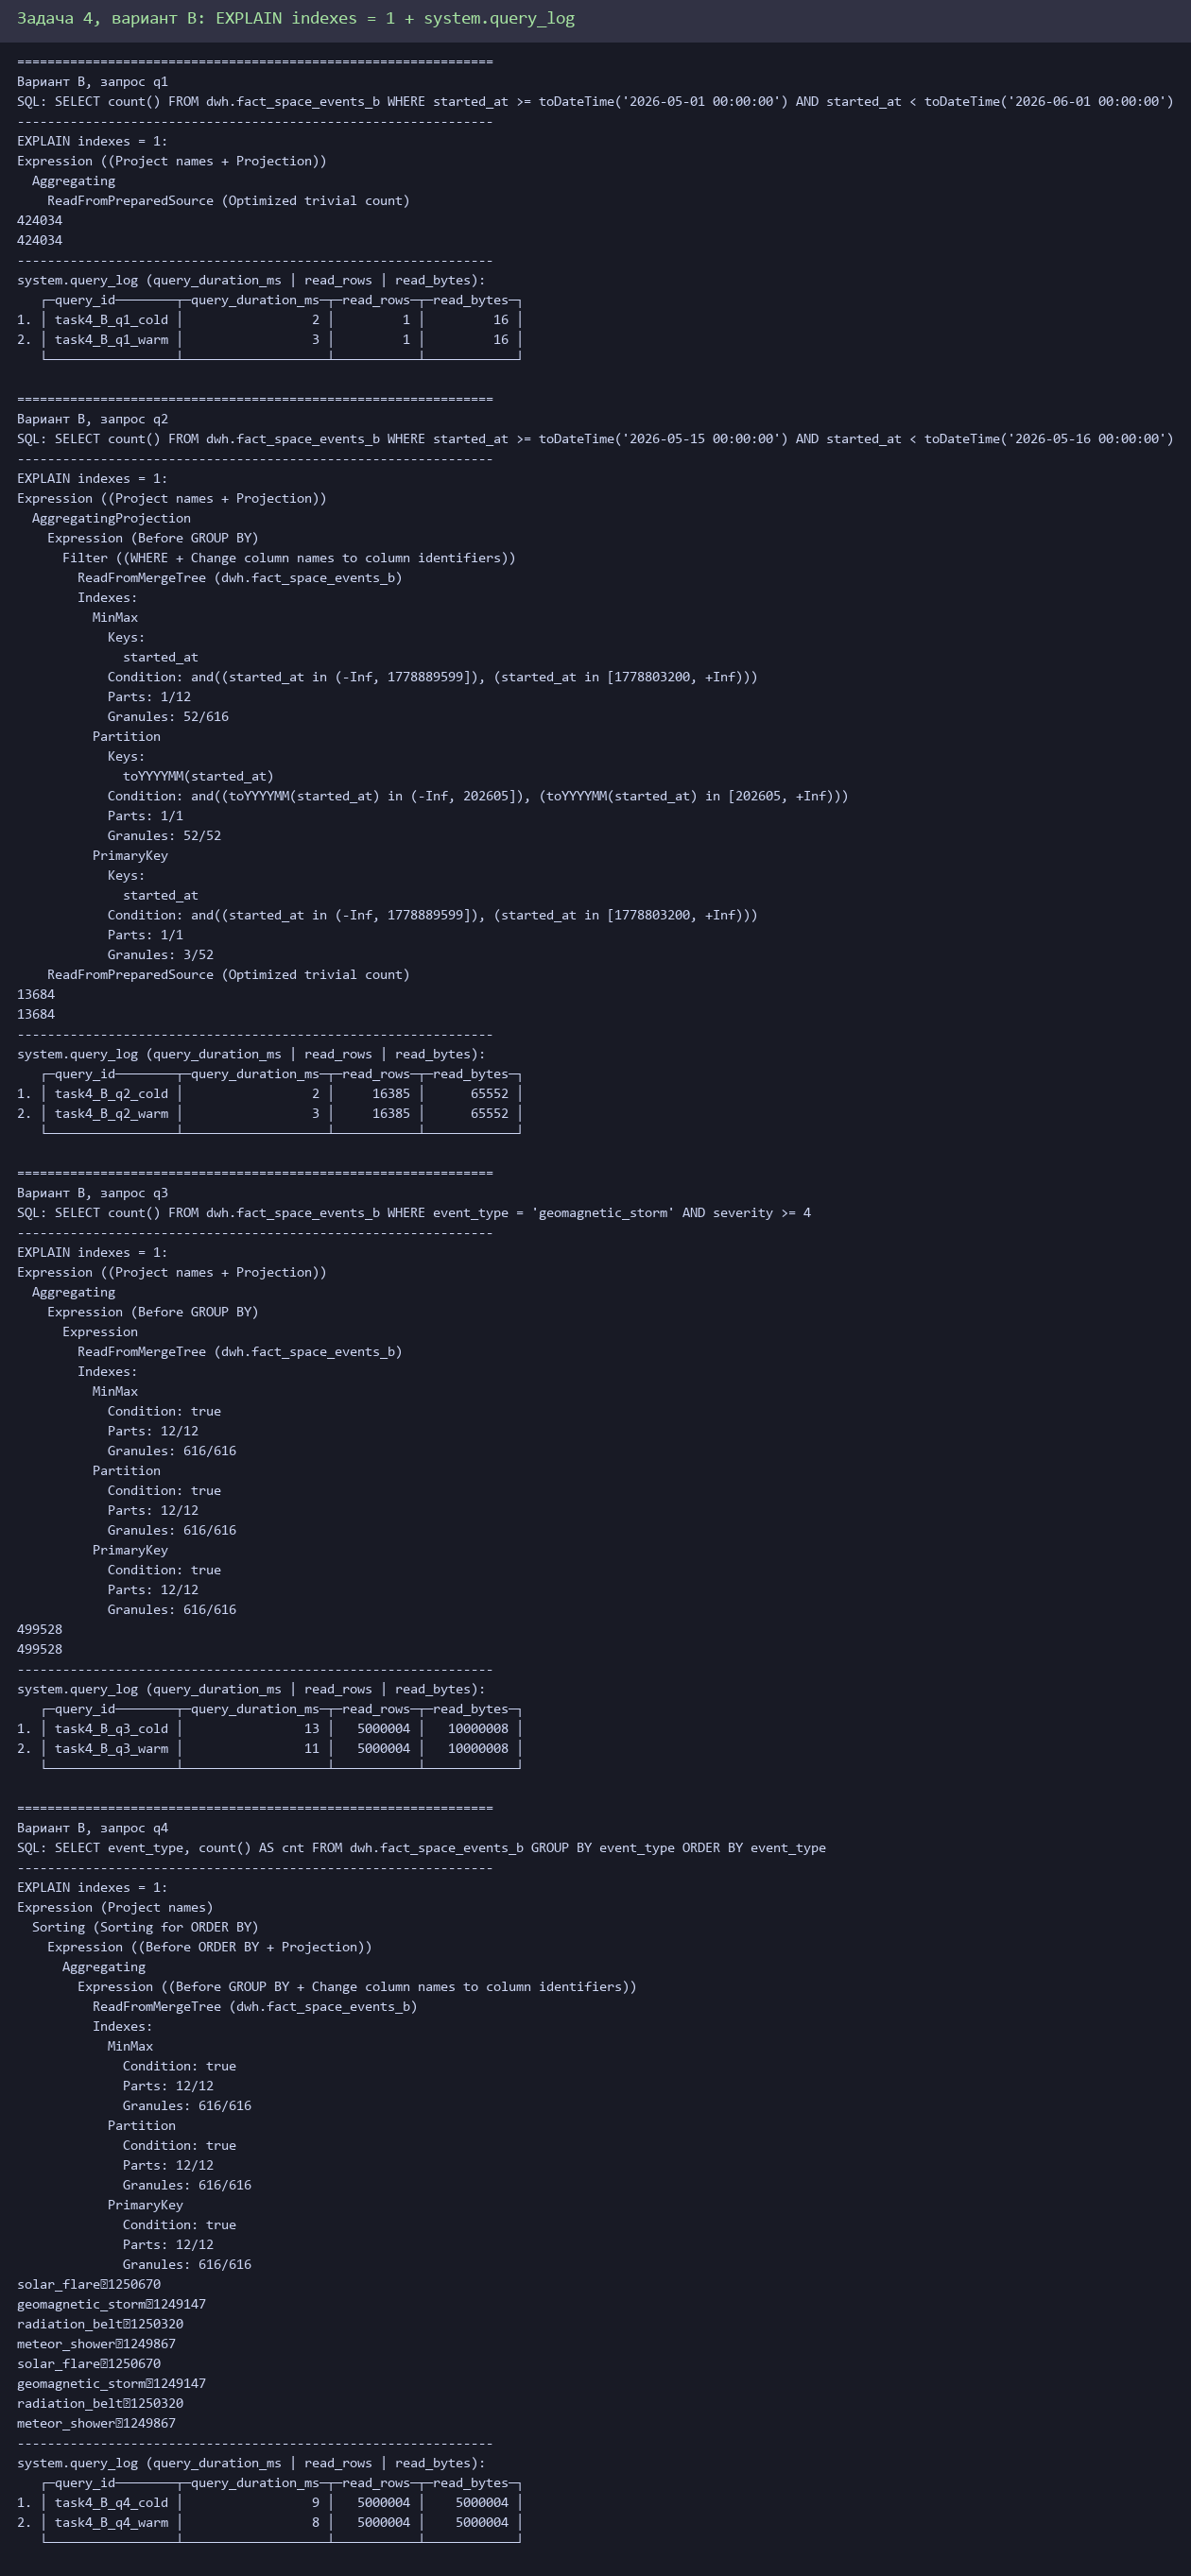 Задача 4, вариант B: EXPLAIN indexes = 1 + system.query_log
===============================================================
Вариант B, запрос q1
SQL: SELECT count() FROM dwh.fact_space_events_b WHERE started_at >= toDateTime('2026-05-01 00:00:00') AND started_at < toDateTime('2026-06-01 00:00:00')
---------------------------------------------------------------
EXPLAIN indexes = 1:
Expression ((Project names + Projection))
  Aggregating
    ReadFromPreparedSource (Optimized trivial count)
424034
424034
---------------------------------------------------------------
system.query_log (query_duration_ms | read_rows | read_bytes):
   ┌─query_id────────┬─query_duration_ms─┬─read_rows─┬─read_bytes─┐
1. │ task4_B_q1_cold │                 2 │         1 │         16 │
2. │ task4_B_q1_warm │                 3 │         1 │         16 │
   └─────────────────┴───────────────────┴───────────┴────────────┘

===============================================================
Вариант B, запрос q2
SQL: SELECT count() FROM dwh.fact_space_events_b WHERE started_at >= toDateTime('2026-05-15 00:00:00') AND started_at < toDateTime('2026-05-16 00:00:00')
---------------------------------------------------------------
EXPLAIN indexes = 1:
Expression ((Project names + Projection))
  AggregatingProjection
    Expression (Before GROUP BY)
      Filter ((WHERE + Change column names to column identifiers))
        ReadFromMergeTree (dwh.fact_space_events_b)
        Indexes:
          MinMax
            Keys:
              started_at
            Condition: and((started_at in (-Inf, 1778889599]), (started_at in [1778803200, +Inf)))
            Parts: 1/12
            Granules: 52/616
          Partition
            Keys:
              toYYYYMM(started_at)
            Condition: and((toYYYYMM(started_at) in (-Inf, 202605]), (toYYYYMM(started_at) in [202605, +Inf)))
            Parts: 1/1
            Granules: 52/52
          PrimaryKey
            Keys:
              started_at
            Condition: and((started_at in (-Inf, 1778889599]), (started_at in [1778803200, +Inf)))
            Parts: 1/1
            Granules: 3/52
    ReadFromPreparedSource (Optimized trivial count)
13684
13684
---------------------------------------------------------------
system.query_log (query_duration_ms | read_rows | read_bytes):
   ┌─query_id────────┬─query_duration_ms─┬─read_rows─┬─read_bytes─┐
1. │ task4_B_q2_cold │                 2 │     16385 │      65552 │
2. │ task4_B_q2_warm │                 3 │     16385 │      65552 │
   └─────────────────┴───────────────────┴───────────┴────────────┘

===============================================================
Вариант B, запрос q3
SQL: SELECT count() FROM dwh.fact_space_events_b WHERE event_type = 'geomagnetic_storm' AND severity >= 4
---------------------------------------------------------------
EXPLAIN indexes = 1:
Expression ((Project names + Projection))
  Aggregating
    Expression (Before GROUP BY)
      Expression
        ReadFromMergeTree (dwh.fact_space_events_b)
        Indexes:
          MinMax
            Condition: true
            Parts: 12/12
            Granules: 616/616
          Partition
            Condition: true
            Parts: 12/12
            Granules: 616/616
          PrimaryKey
            Condition: true
            Parts: 12/12
            Granules: 616/616
499528
499528
---------------------------------------------------------------
system.query_log (query_duration_ms | read_rows | read_bytes):
   ┌─query_id────────┬─query_duration_ms─┬─read_rows─┬─read_bytes─┐
1. │ task4_B_q3_cold │                13 │   5000004 │   10000008 │
2. │ task4_B_q3_warm │                11 │   5000004 │   10000008 │
   └─────────────────┴───────────────────┴───────────┴────────────┘

===============================================================
Вариант B, запрос q4
SQL: SELECT event_type, count() AS cnt FROM dwh.fact_space_events_b GROUP BY event_type ORDER BY event_type
---------------------------------------------------------------
EXPLAIN indexes = 1:
Expression (Project names)
  Sorting (Sorting for ORDER BY)
    Expression ((Before ORDER BY + Projection))
      Aggregating
        Expression ((Before GROUP BY + Change column names to column identifiers))
          ReadFromMergeTree (dwh.fact_space_events_b)
          Indexes:
            MinMax
              Condition: true
              Parts: 12/12
              Granules: 616/616
            Partition
              Condition: true
              Parts: 12/12
              Granules: 616/616
            PrimaryKey
              Condition: true
              Parts: 12/12
              Granules: 616/616
solar_flare⍰1250670
geomagnetic_storm⍰1249147
radiation_belt⍰1250320
meteor_shower⍰1249867
solar_flare⍰1250670
geomagnetic_storm⍰1249147
radiation_belt⍰1250320
meteor_shower⍰1249867
---------------------------------------------------------------
system.query_log (query_duration_ms | read_rows | read_bytes):
   ┌─query_id────────┬─query_duration_ms─┬─read_rows─┬─read_bytes─┐
1. │ task4_B_q4_cold │                 9 │   5000004 │    5000004 │
2. │ task4_B_q4_warm │                 8 │   5000004 │    5000004 │
   └─────────────────┴───────────────────┴───────────┴────────────┘